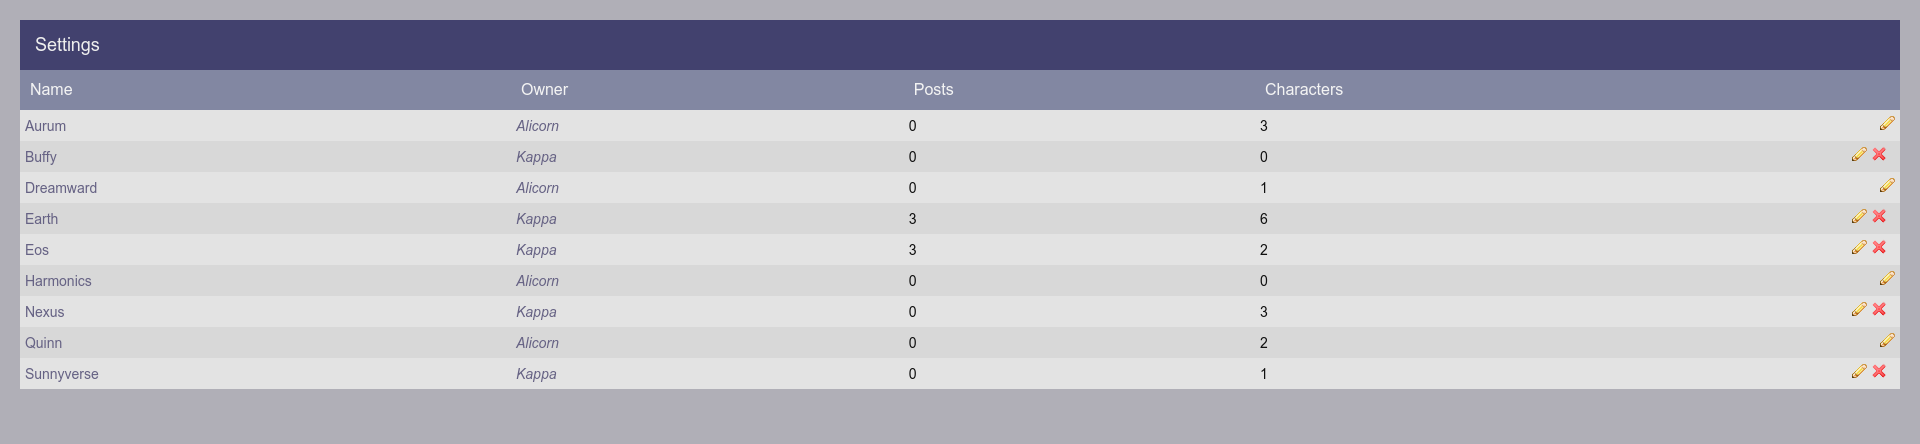 Settings
Name Owner Posts Characters
Aurum Alicorn 0 3
Buffy Kappa 0 0
Dreamward Alicorn 0 1
Earth Kappa 3 6
Eos Kappa 3 2
Harmonics Alicorn 0 0
Nexus Kappa 0 3
Quinn Alicorn 0 2
Sunnyverse Kappa 0 1